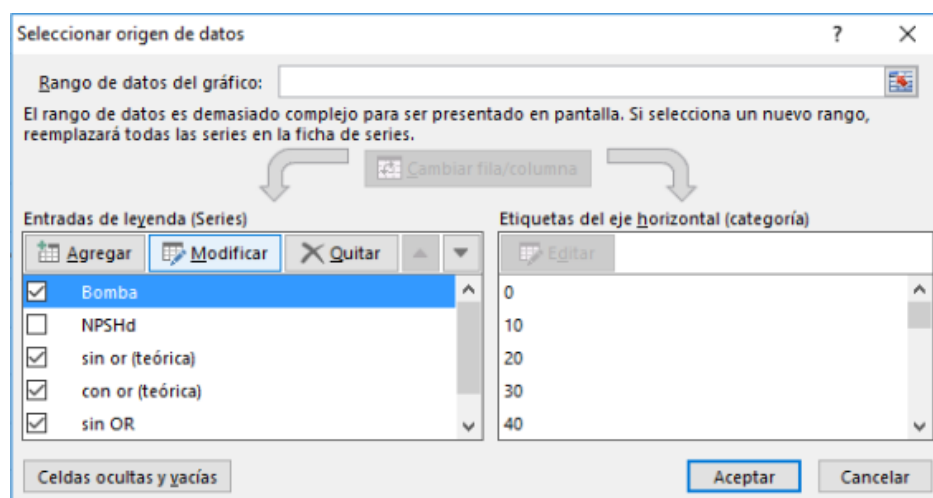 Seleccionar origen de datos
Rango de datos del gráfico:
El rango de datos es demasiado complejo para ser presentado en pantalla. Si selecciona un nuevo rango,
reemplazará todas las series en la ficha de series.
Cambiar fila/columna
Entradas de leyenda (Series)
Agregar Modificar Quitar
Bomba
NPSHd
sin or (teórica)
con or (teórica)
sin OR
Etiquetas del eje horizontal (categoría)
Editar
0
10
20
30
40
Celdas ocultas y vacías
Aceptar Cancelar